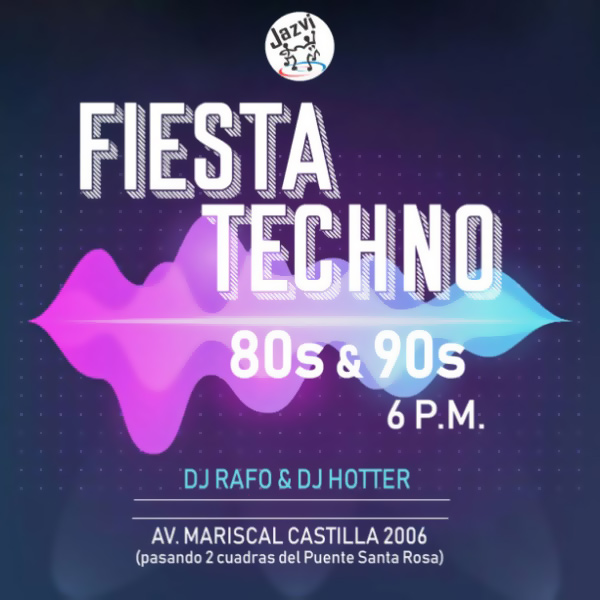 Jazvi
FIESTA
TECHNO
80s & 90s
6 P.M.
DJ RAFO & DJ HOTTER
AV. MARISCAL CASTILLA 2006
(pasando 2 cuadras del Puente Santa Rosa)